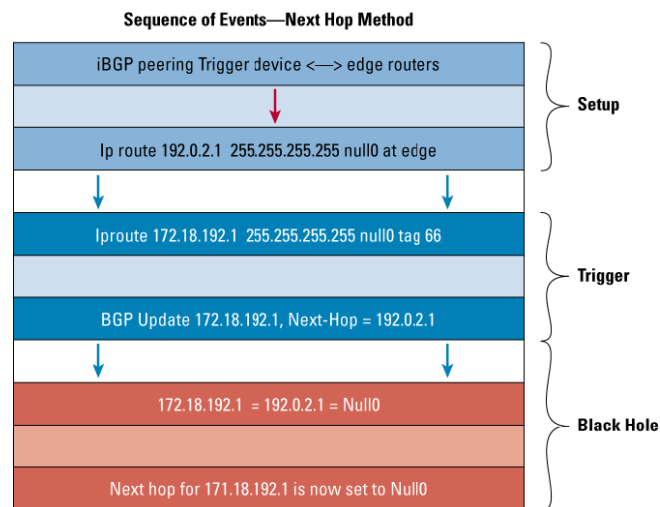 Sequence of Events—Next Hop Method
iBGP peering Trigger device <—> edge routers
Setup
Ip route 192.0.2.1 255.255.255.255 null0 at edge
Iproute 172.18.192.1 255.255.255.255 null0 tag 66
Trigger
BGP Update 172.18.192.1, Next-Hop = 192.0.2.1
172.18.192.1 = 192.0.2.1 = Null0
Black Hole
Next hop for 171.18.192.1 is now set to Null0